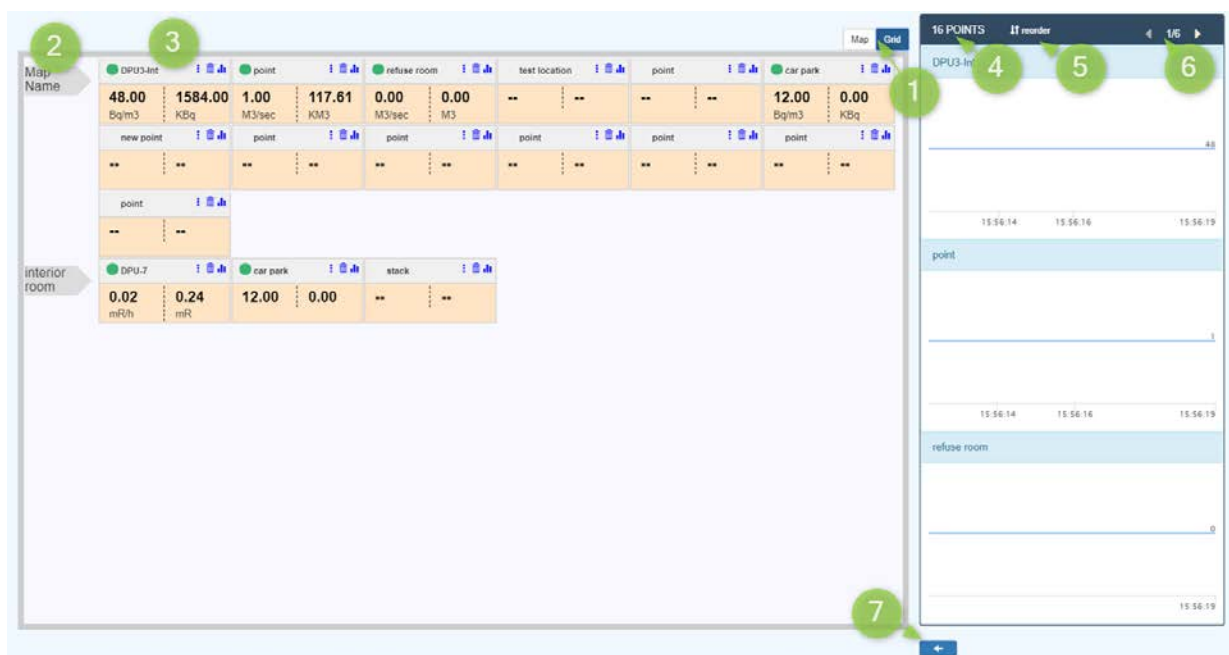 2
3
Map Grid
1
Map Name
DPU3-Int point refuse room test location point car park
48.00 1584.00 1.00 117.61 0.00 0.00 -- -- -- -- 12.00 0.00
Bq/m3 KBq M3/sec KM3 M3/sec M3 Bq/m3 KBq
new point point point point point point
-- -- -- -- -- -- -- -- -- -- -- --
point
-- --
interior room
DPU-7 car park stack
0.02 0.24 12.00 0.00 -- --
mR/h mR
16 POINTS reorder 1/6
4
5
6
48
15:56:14 15:56:16 15:56:19
point
1
15:56:14 15:56:16 15:56:19
refuse room
0
15:56:19
7